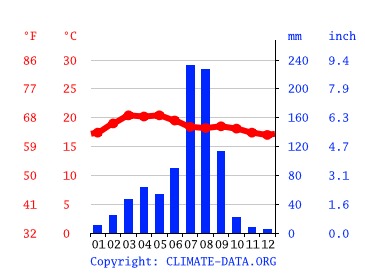 °F °C mm inch
86 30 240 9.4
77 25 200 7.9
68 20 160 6.3
59 15 120 4.7
50 10 80 3.1
41 5 40 1.6
32 0 0 0.0
01 02 03 04 05 06 07 08 09 10 11 12
Copyright: CLIMATE-DATA.ORG